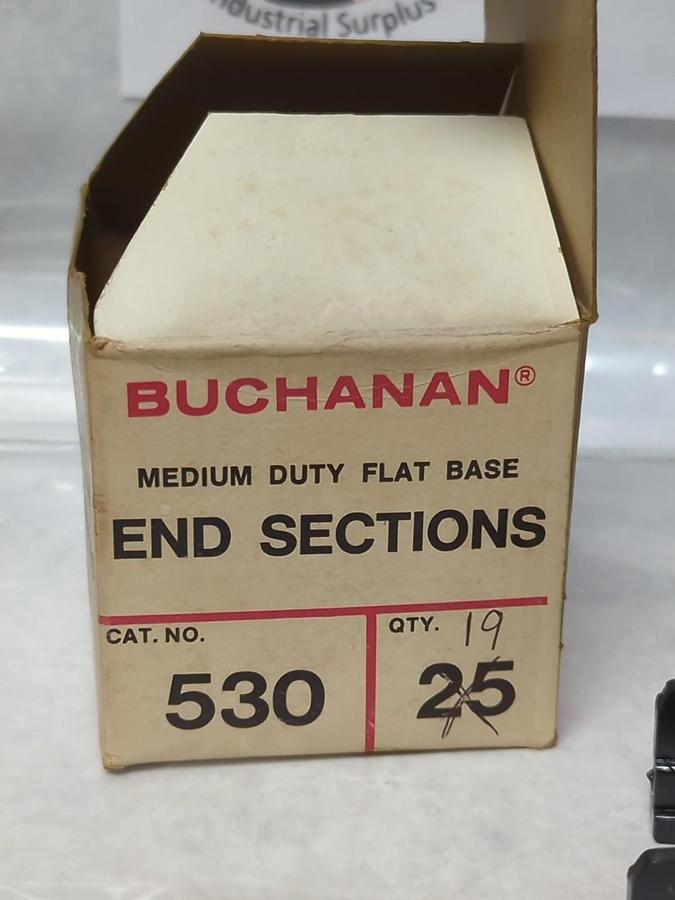 Industrial Surplus
BUCHANAN®
MEDIUM DUTY FLAT BASE
END SECTIONS
CAT. NO.
530
QTY. 19
25